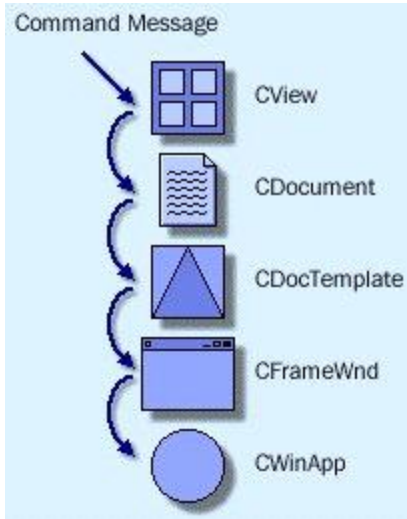 Command Message
CView
CDocument
CDocTemplate
CFrameWnd
CWinApp